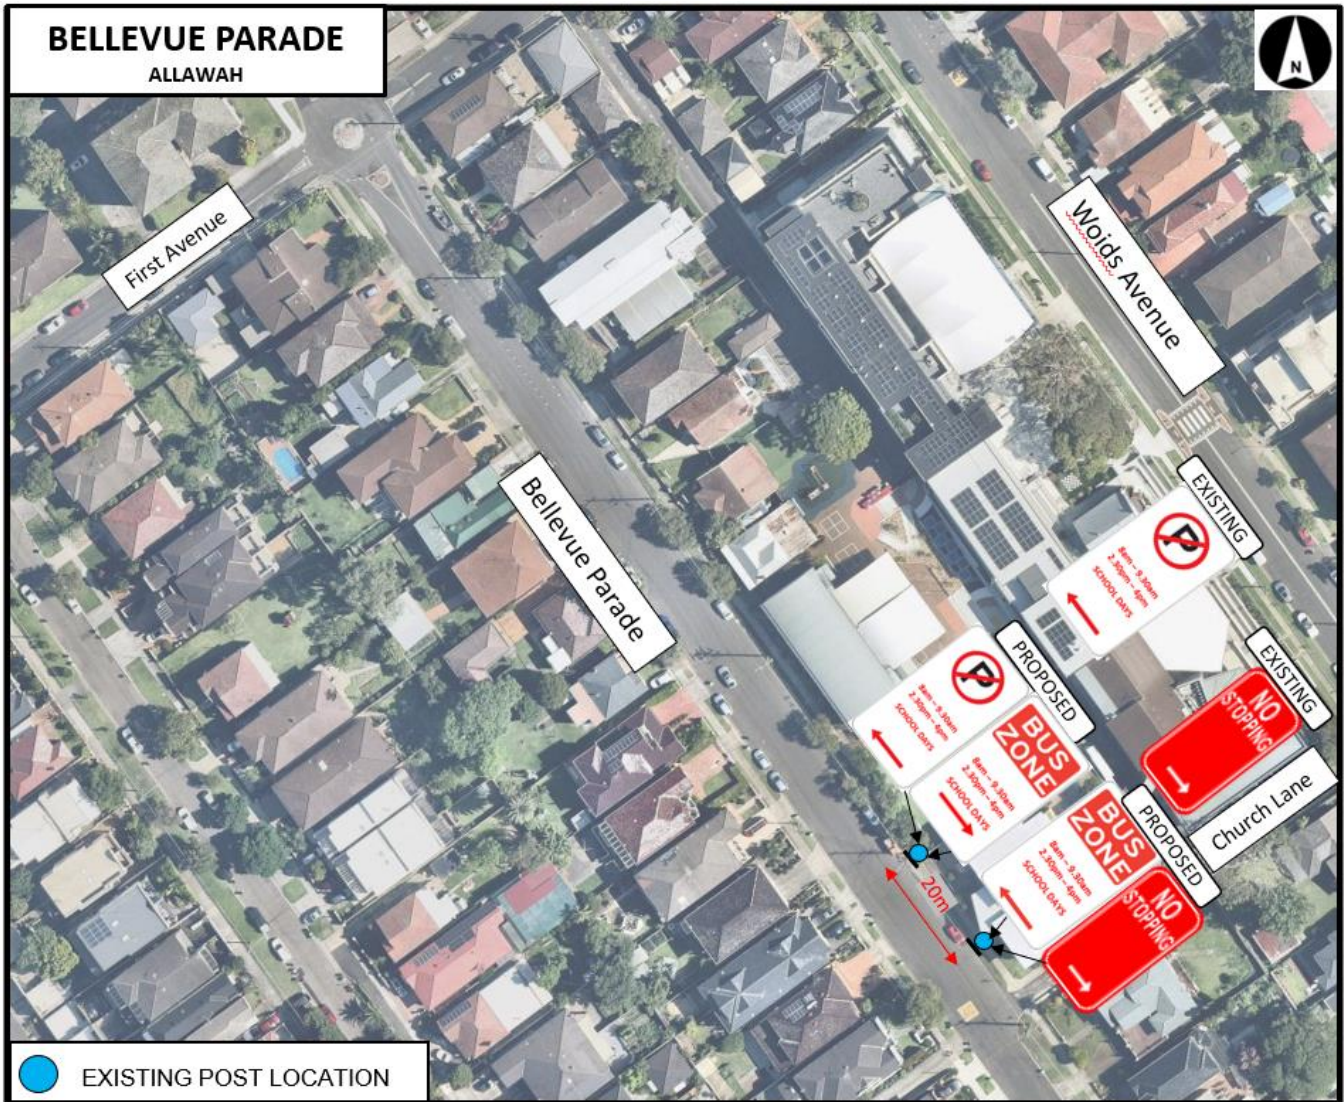 BELLEVUE PARADE
ALLAWAH
N
First Avenue
Woids Avenue
Bellevue Parade
EXISTING
P
8am – 9.30am
2.30pm – 4pm
SCHOOL DAYS
EXISTING
NO
STOPPING
Church Lane
PROPOSED
P
8am – 9.30am
2.30pm – 4pm
SCHOOL DAYS
BUS
ZONE
8am – 9.30am
2.30pm – 4pm
SCHOOL DAYS
PROPOSED
BUS
ZONE
8am – 9.30am
2.30pm – 4pm
SCHOOL DAYS
NO
STOPPING
20m
EXISTING POST LOCATION